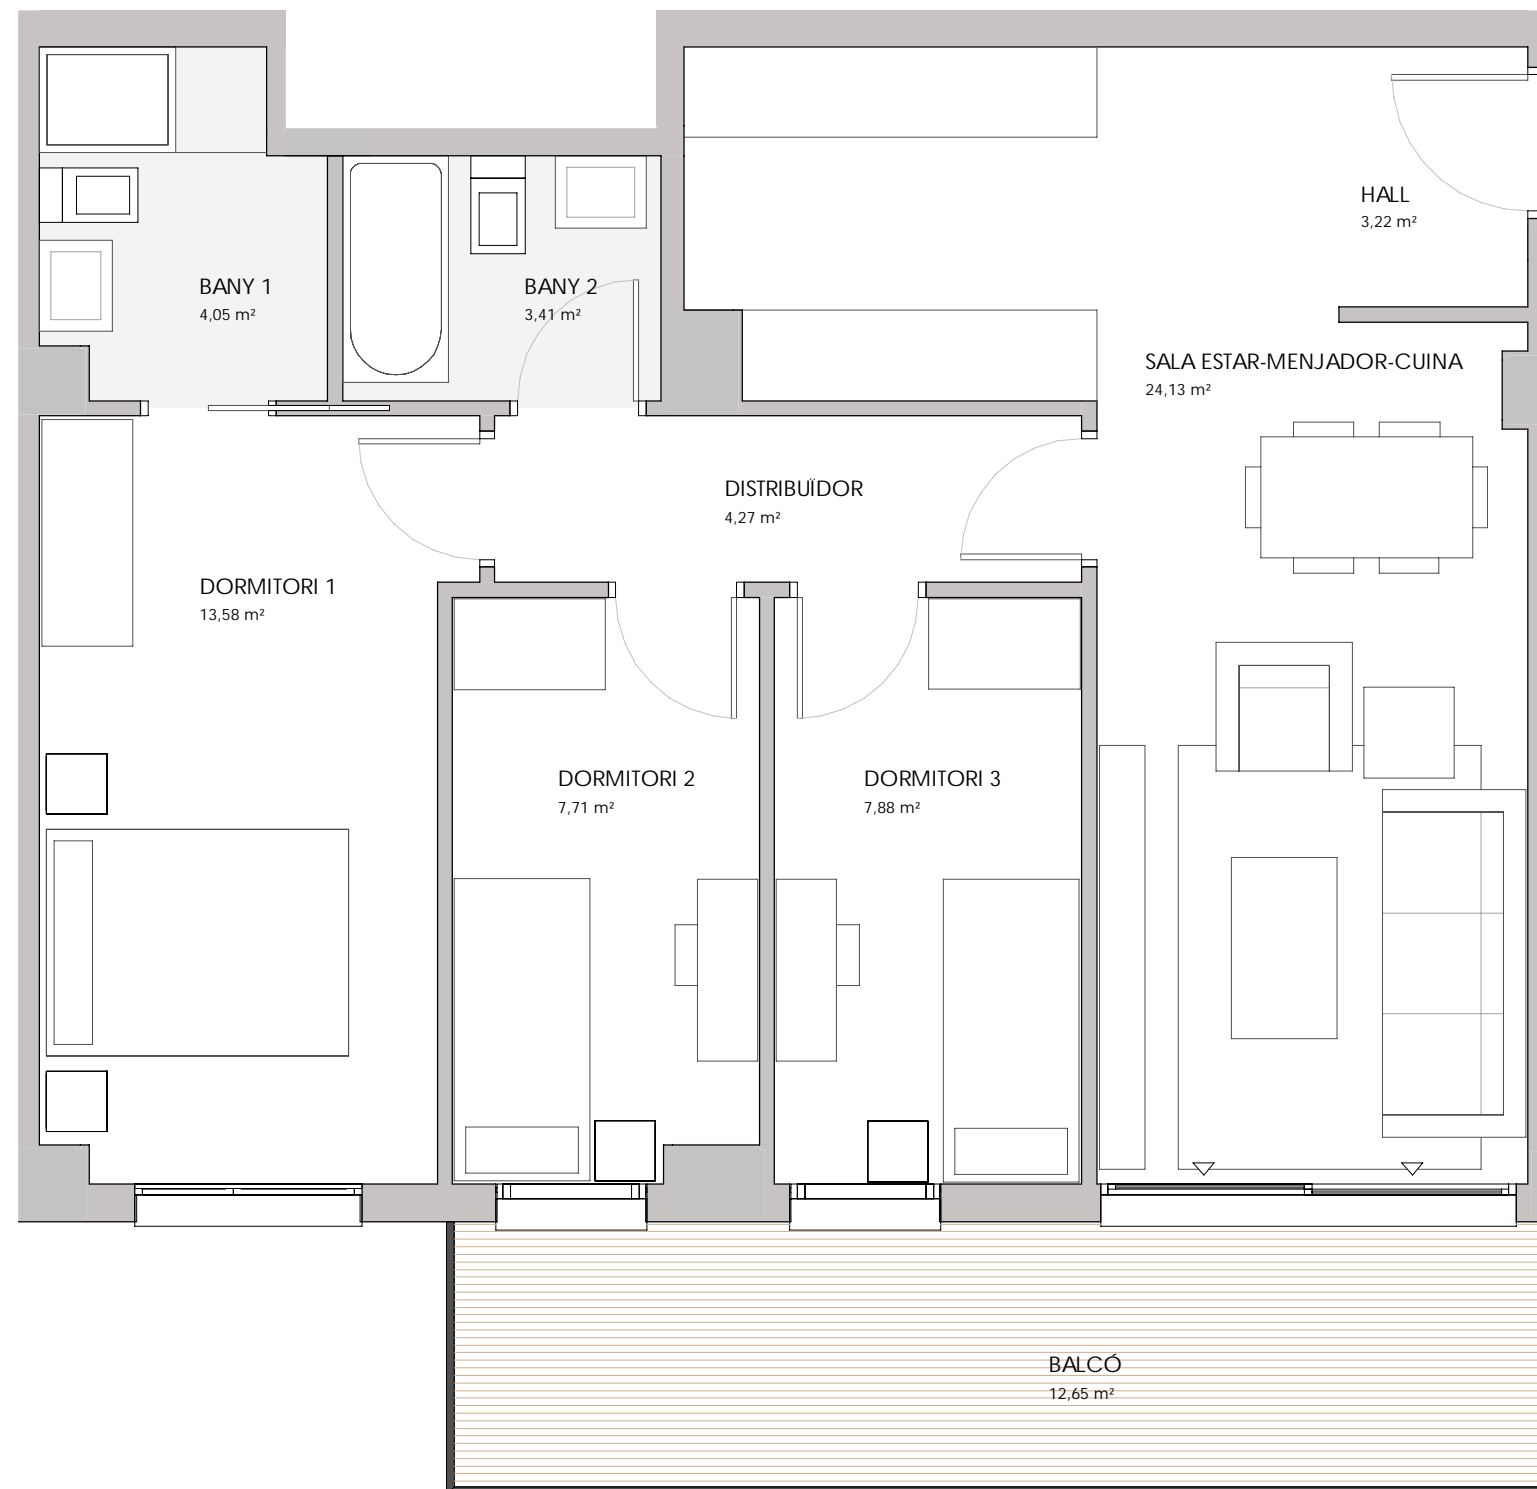 HALL
3,22 m²
BANY 1
4,05 m²
BANY 2
3,41 m²
SALA ESTAR-MENJADOR-CUINA
24,13 m²
DISTRIBUÏDOR
4,27 m²
DORMITORI 1
13,58 m²
DORMITORI 2
7,71 m²
DORMITORI 3
7,88 m²
BALCÓ
12,65 m²